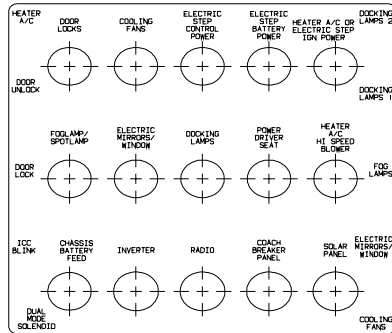 HEATER
A/C
DOOR
LOCKS
COOLING
FANS
ELECTRIC
STEP
CONTROL
POWER
ELECTRIC
STEP
BATTERY
POWER
HEATER A/C OR
ELECTRIC STEP
IGN POWER
DOCKING
LAMPS 2
DOOR
UNLOCK
DOCKING
LAMPS 1
FOGLAMP/
SPOTLAMP
ELECTRIC
MIRRORS/
WINDOW
DOCKING
LAMPS
POWER
DRIVER
SEAT
HEATER
A/C
HI SPEED
BLOWER
DOOR
LOCK
FOG
LAMPS
ICC
BLINK
CHASSIS
BATTERY
FEED
INVERTER
RADIO
COACH
BREAKER
PANEL
SOLAR
PANEL
ELECTRIC
MIRRORS/
WINDOW
DUAL
MODE
SOLENOID
COOLING
FANS